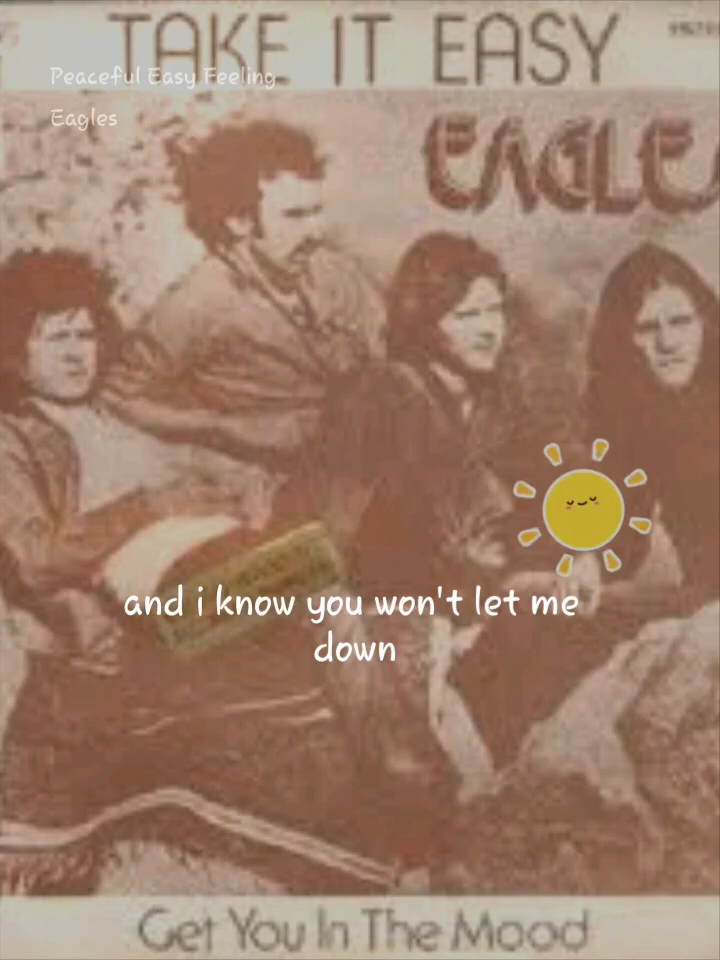 TAKE IT EASY
Peaceful Easy Feeling
Eagles
EAGLES
and i know you won't let me
down
Get You In The Mood